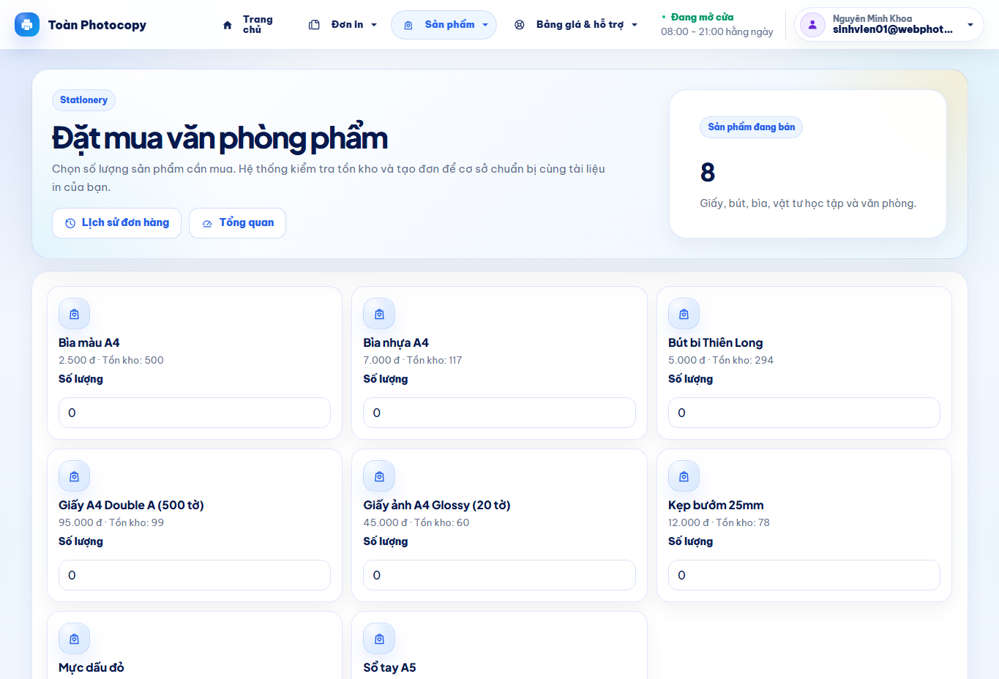 Toàn Photocopy
Trang chủ
Đơn in
Sản phẩm
Bảng giá & hỗ trợ
Đang mở cửa
08:00 - 21:00 hằng ngày
Nguyễn Minh Khoa
sinhvien01@webphot...
Stationery
Đặt mua văn phòng phẩm
Chọn số lượng sản phẩm cần mua. Hệ thống kiểm tra tồn kho và tạo đơn để cơ sở chuẩn bị cùng tài liệu
in của bạn.
Lịch sử đơn hàng
Tổng quan
Sản phẩm đang bán
8
Giấy, bút, bìa, vật tư học tập và văn phòng.
Bìa màu A4
2.500 đ · Tồn kho: 500
Số lượng
0
Bìa nhựa A4
7.000 đ · Tồn kho: 117
Số lượng
0
Bút bi Thiên Long
5.000 đ · Tồn kho: 294
Số lượng
0
Giấy A4 Double A (500 tờ)
95.000 đ · Tồn kho: 99
Số lượng
0
Giấy ảnh A4 Glossy (20 tờ)
45.000 đ · Tồn kho: 60
Số lượng
0
Kẹp bướm 25mm
12.000 đ · Tồn kho: 78
Số lượng
0
Mực dấu đỏ
Sổ tay A5